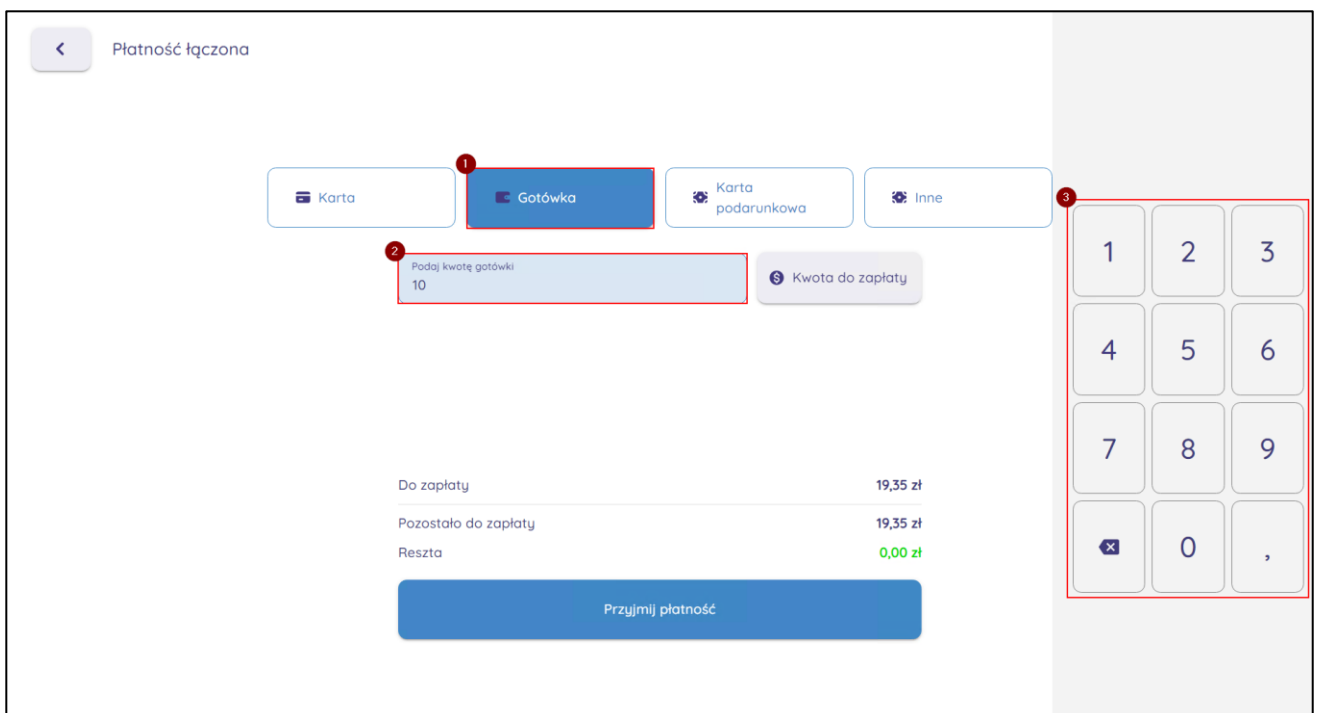 Płatność łączona
1
Karta
Gotówka
Karta
podarunkowa
Inne
3
2
Podaj kwotę gotówki
10
Kwota do zapłaty
1 2 3
4 5 6
7 8 9
0 ,
Do zapłaty 19,35 zł
Pozostało do zapłaty 19,35 zł
Reszta 0,00 zł
Przyjmij płatność